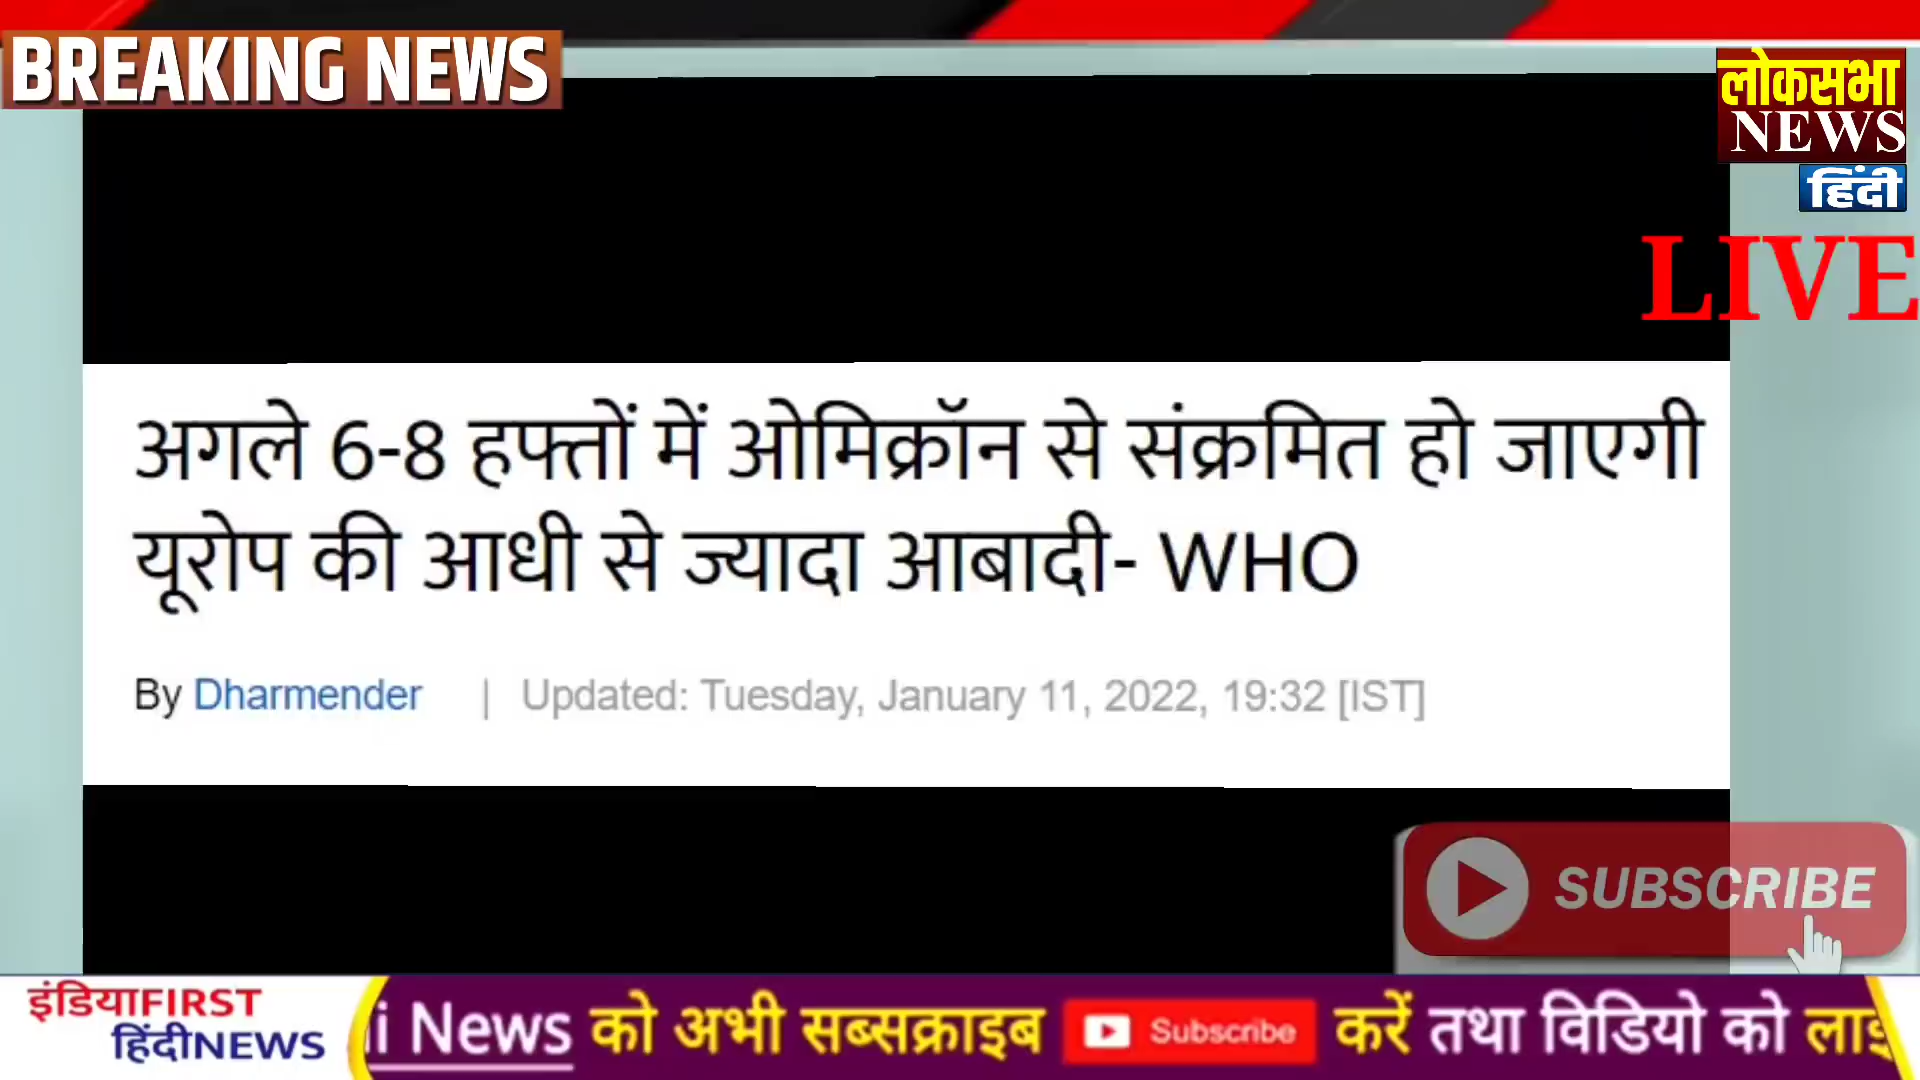 BREAKING NEWS
लोकसभा
NEWS
हिंदी
LIVE
अगले 6-8 हफ्तों में ओमिक्रॉन से संक्रमित हो जाएगी
यूरोप की आधी से ज्यादा आबादी- WHO
By Dharmender | Updated: Tuesday, January 11, 2022, 19:32 [IST]
SUBSCRIBE
इंडियाFIRST
हिंदीNEWS
News को अभी सब्सक्राइब Subscribe करें तथा विडियो को